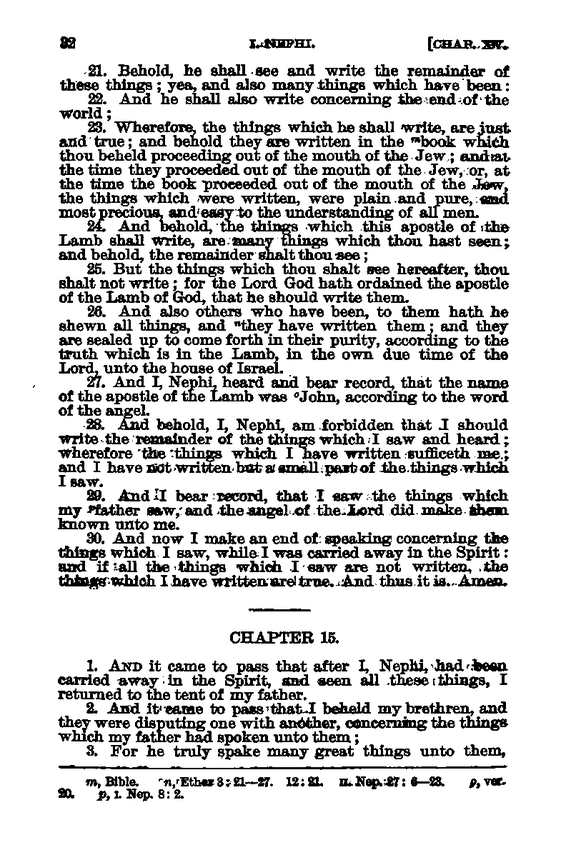 32 I. NEPHI. [CHAP. XV.
21. Behold, he shall see and write the remainder of
these things; yea, and also many things which have been:
22. And he shall also write concerning the end of the
world;
23. Wherefore, the things which he shall write, are just
and true; and behold they are written in the ᵐbook which
thou beheld proceeding out of the mouth of the Jew; and at
the time they proceeded out of the mouth of the Jew, or, at
the time the book proceeded out of the mouth of the Jew,
the things which were written, were plain and pure, and
most precious, and easy to the understanding of all men.
24. And behold, the things which this apostle of the
Lamb shall write, are many things which thou hast seen;
and behold, the remainder shalt thou see;
25. But the things which thou shalt see hereafter, thou
shalt not write; for the Lord God hath ordained the apostle
of the Lamb of God, that he should write them.
26. And also others who have been, to them hath he
shewn all things, and ⁿthey have written them; and they
are sealed up to come forth in their purity, according to the
truth which is in the Lamb, in the own due time of the
Lord, unto the house of Israel.
27. And I, Nephi, heard and bear record, that the name
of the apostle of the Lamb was ᵒJohn, according to the word
of the angel.
28. And behold, I, Nephi, am forbidden that I should
write the remainder of the things which I saw and heard;
wherefore the things which I have written sufficeth me;
and I have not written but a small part of the things which
I saw.
29. And I bear record, that I saw the things which
my ᵖfather saw, and the angel of the Lord did make them
known unto me.
30. And now I make an end of speaking concerning the
things which I saw, while I was carried away in the Spirit:
and if all the things which I saw are not written, the
things which I have written are true. And thus it is. Amen.
CHAPTER 15.
1. AND it came to pass that after I, Nephi, had been
carried away in the Spirit, and seen all these things, I
returned to the tent of my father.
2. And it came to pass that I beheld my brethren, and
they were disputing one with another, concerning the things
which my father had spoken unto them;
3. For he truly spake many great things unto them,
m, Bible. n, Ether 3: 21—27. 12: 21. II. Nep. 27: 6—23. o, ver.
20. p, I. Nep. 8: 2.